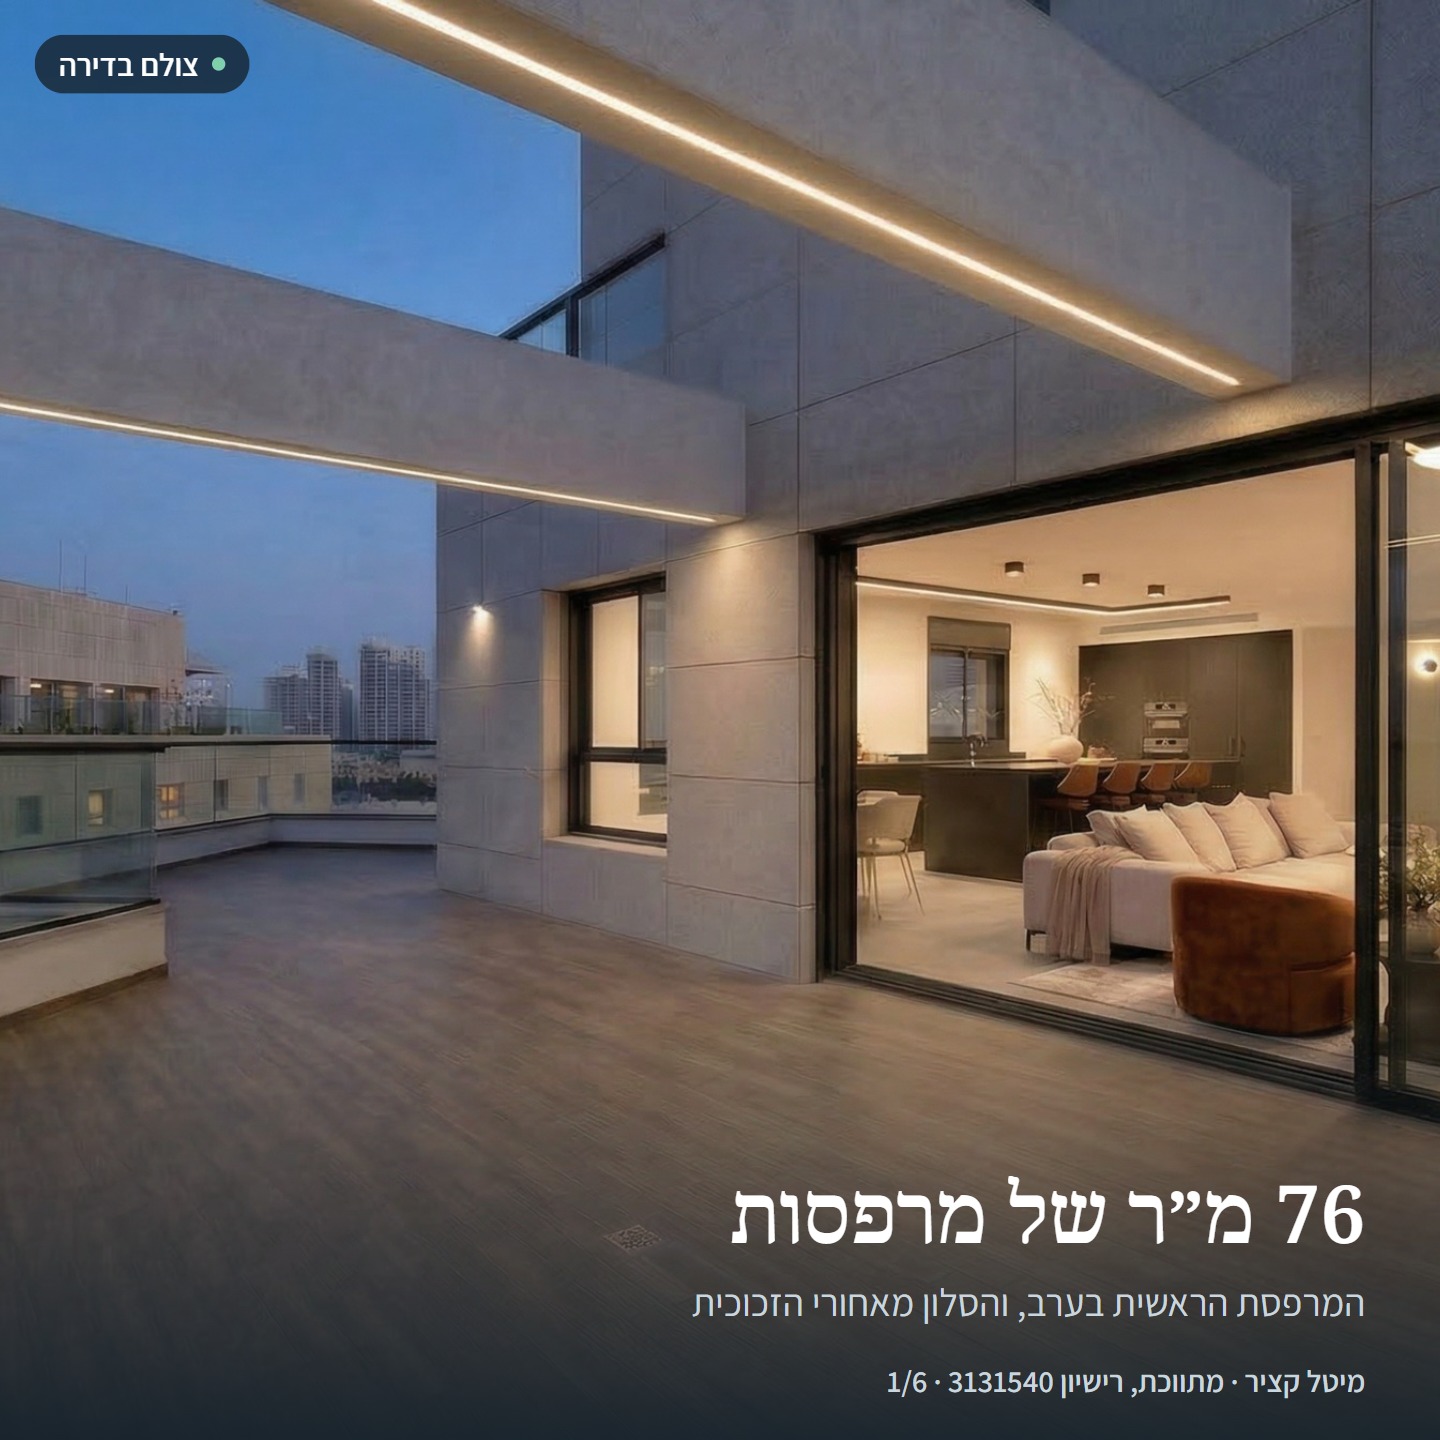 צולם בדירה
76 מ״ר של מרפסות
המרפסת הראשית בערב, והסלון מאחורי הזכוכית
מיטל קציר · מתווכת, רישיון 3131540 · 1/6